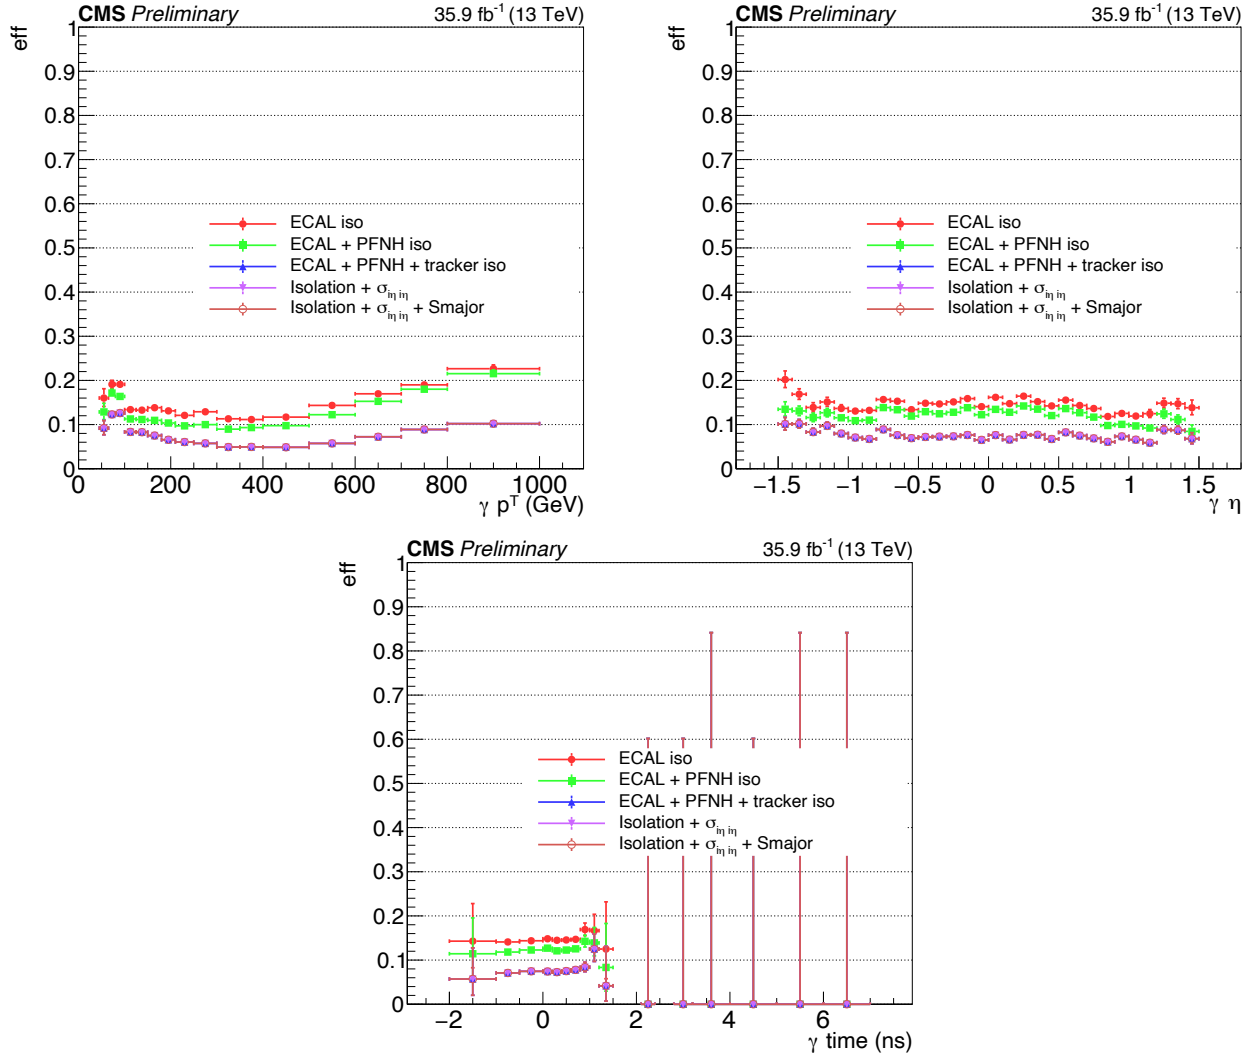 CMS Preliminary 35.9 fb⁻¹ (13 TeV)
eff
1
0.9
0.8
0.7
0.6
0.5
0.4
0.3
0.2
0.1
0
ECAL iso
ECAL + PFNH iso
ECAL + PFNH + tracker iso
Isolation + σiη iη
Isolation + σiη iη + Smajor
0 200 400 600 800 1000
γ pᵀ (GeV)
CMS Preliminary 35.9 fb⁻¹ (13 TeV)
eff
1
0.9
0.8
0.7
0.6
0.5
0.4
0.3
0.2
0.1
0
ECAL iso
ECAL + PFNH iso
ECAL + PFNH + tracker iso
Isolation + σiη iη
Isolation + σiη iη + Smajor
−1.5 −1 −0.5 0 0.5 1 1.5
γ η
CMS Preliminary 35.9 fb⁻¹ (13 TeV)
eff
1
0.9
0.8
0.7
0.6
0.5
0.4
0.3
0.2
0.1
0
ECAL iso
ECAL + PFNH iso
ECAL + PFNH + tracker iso
Isolation + σiη iη
Isolation + σiη iη + Smajor
−2 0 2 4 6
γ time (ns)